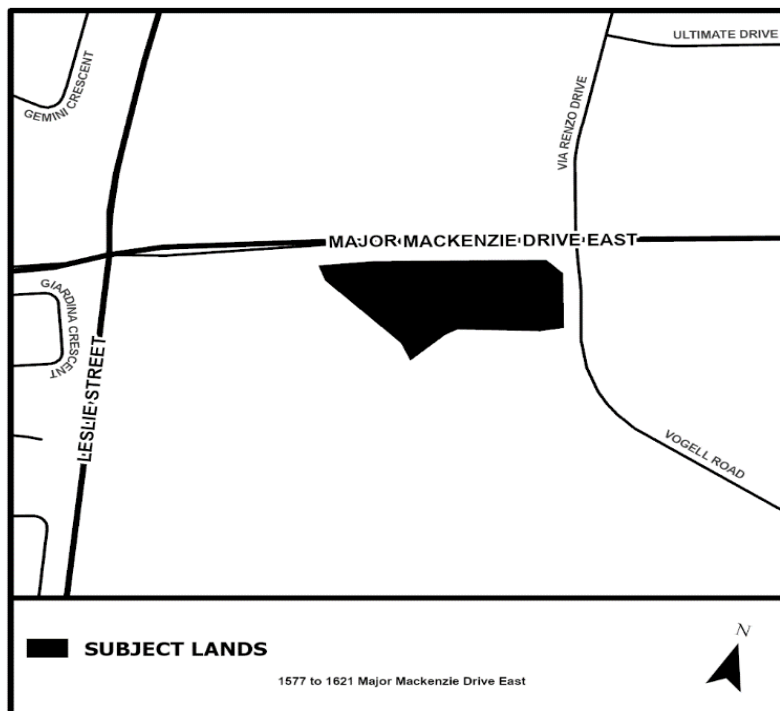 ULTIMATE DRIVE
GEMINI CRESCENT
VIA RENZO DRIVE
MAJOR MACKENZIE DRIVE EAST
GIARDINA CRESCENT
LESLIE STREET
VOGELL ROAD
N
SUBJECT LANDS
1577 to 1621 Major Mackenzie Drive East